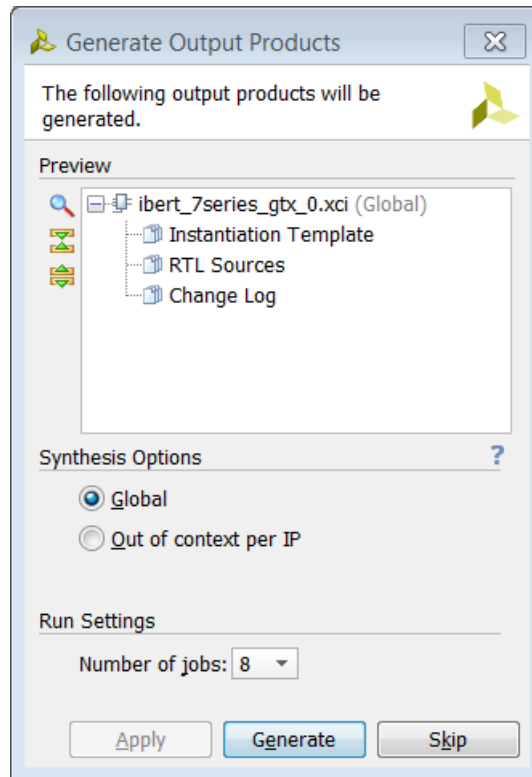 Generate Output Products
The following output products will be
generated.
Preview
ibert_7series_gtx_0.xci (Global)
Instantiation Template
RTL Sources
Change Log
Synthesis Options
?
Global
Out of context per IP
Run Settings
Number of jobs: 8
Apply
Generate
Skip